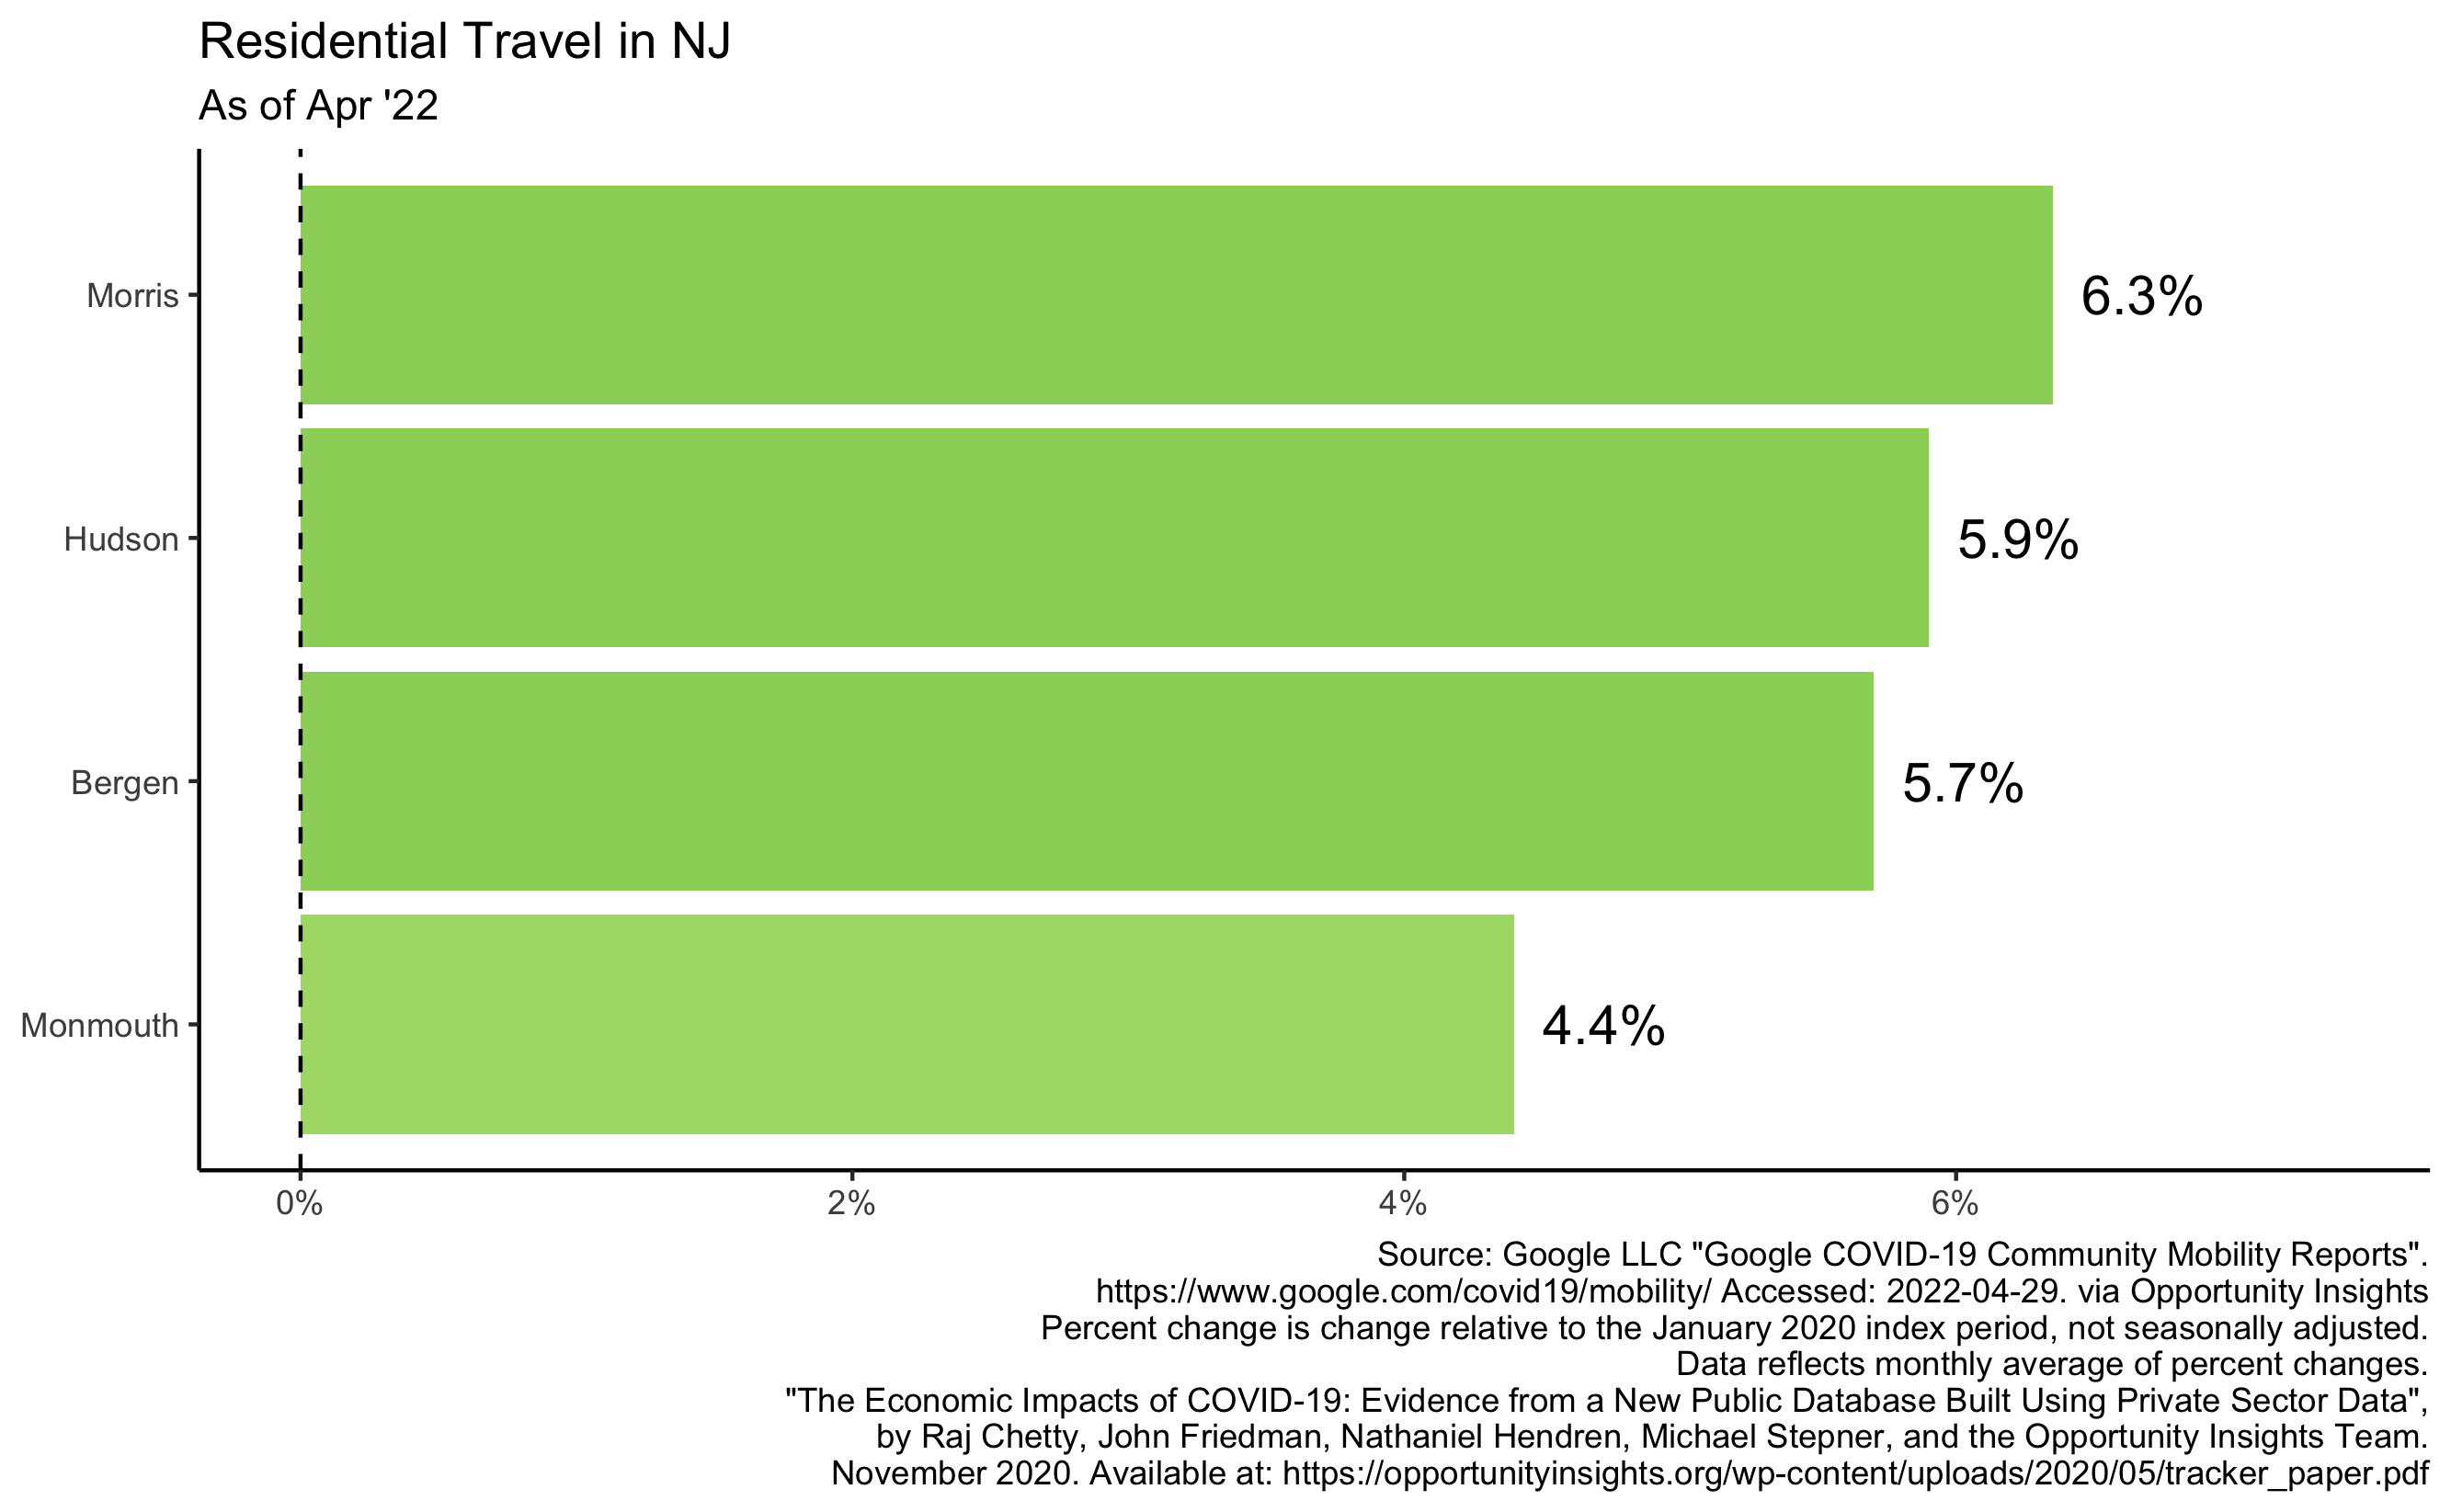 Residential Travel in NJ
As of Apr '22
Morris
6.3%
Hudson
5.9%
Bergen
5.7%
Monmouth
4.4%
0%
2%
4%
6%
Source: Google LLC "Google COVID-19 Community Mobility Reports".
https://www.google.com/covid19/mobility/ Accessed: 2022-04-29. via Opportunity Insights
Percent change is change relative to the January 2020 index period, not seasonally adjusted.
Data reflects monthly average of percent changes.
"The Economic Impacts of COVID-19: Evidence from a New Public Database Built Using Private Sector Data",
by Raj Chetty, John Friedman, Nathaniel Hendren, Michael Stepner, and the Opportunity Insights Team.
November 2020. Available at: https://opportunityinsights.org/wp-content/uploads/2020/05/tracker_paper.pdf